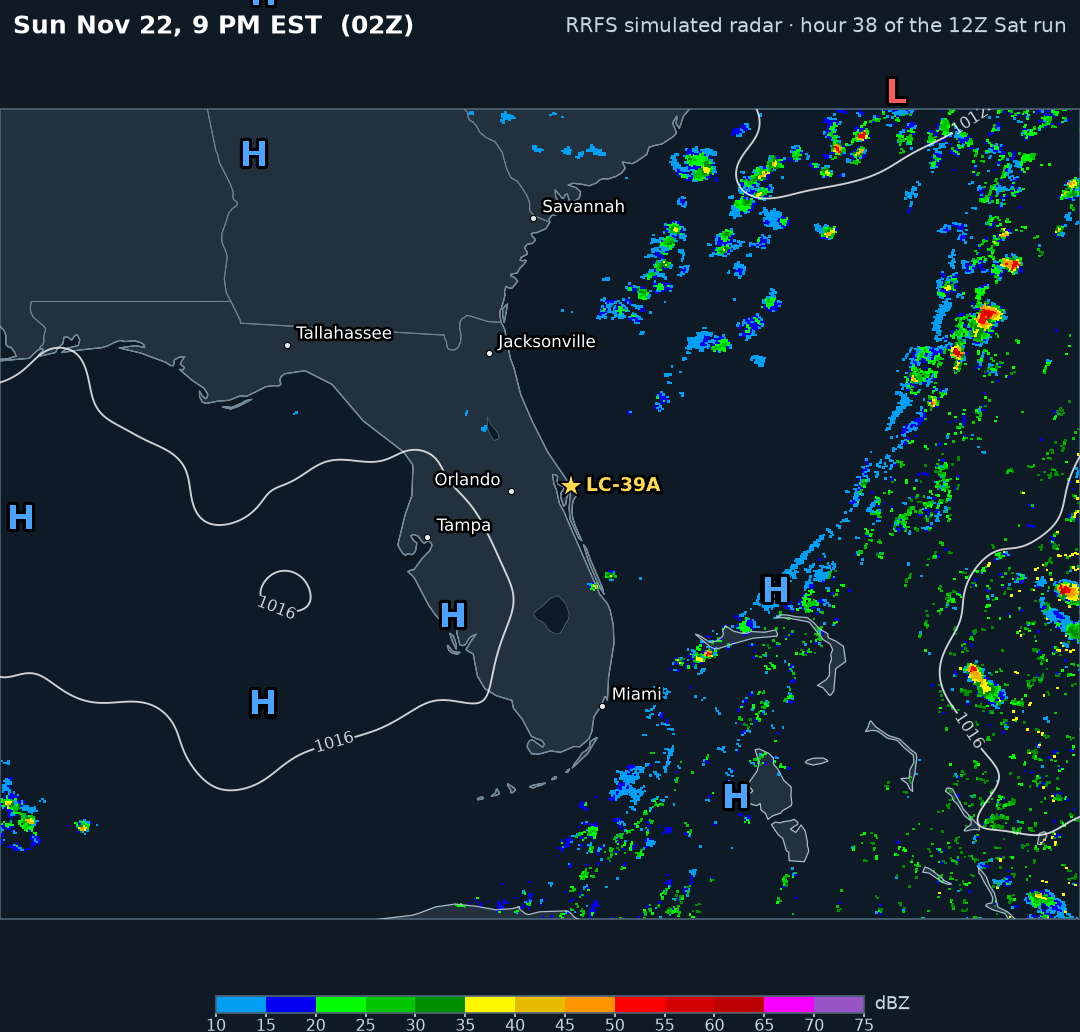 H
Sun Nov 22, 9 PM EST (02Z)
RRFS simulated radar · hour 38 of the 12Z Sat run
L
1012
H
Savannah
Tallahassee
Jacksonville
Orlando
LC-39A
H
Tampa
H
1016
H
Miami
H
1016
1016
H
dBZ
10 15 20 25 30 35 40 45 50 55 60 65 70 75